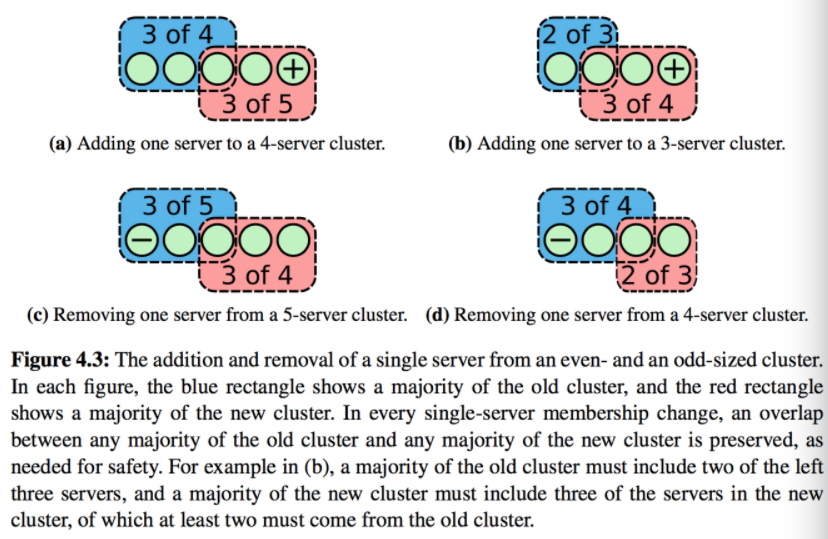 3 of 4
3 of 5
2 of 3
3 of 4
(a) Adding one server to a 4-server cluster.
(b) Adding one server to a 3-server cluster.
3 of 5
3 of 4
3 of 4
2 of 3
(c) Removing one server from a 5-server cluster.
(d) Removing one server from a 4-server cluster.
Figure 4.3: The addition and removal of a single server from an even- and an odd-sized cluster.
In each figure, the blue rectangle shows a majority of the old cluster, and the red rectangle
shows a majority of the new cluster. In every single-server membership change, an overlap
between any majority of the old cluster and any majority of the new cluster is preserved, as
needed for safety. For example in (b), a majority of the old cluster must include two of the left
three servers, and a majority of the new cluster must include three of the servers in the new
cluster, of which at least two must come from the old cluster.